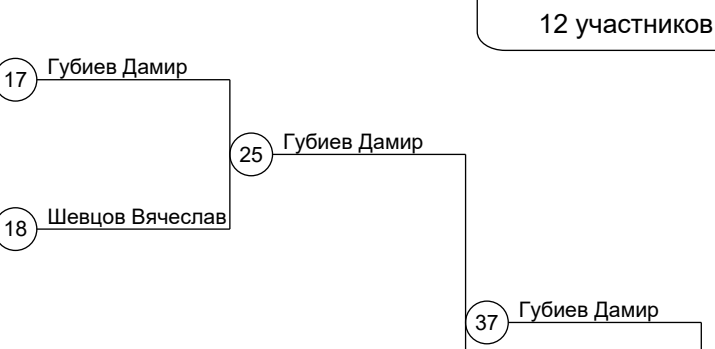 12 участников
17 Губиев Дамир
25 Губиев Дамир
18 Шевцов Вячеслав
37 Губиев Дамир